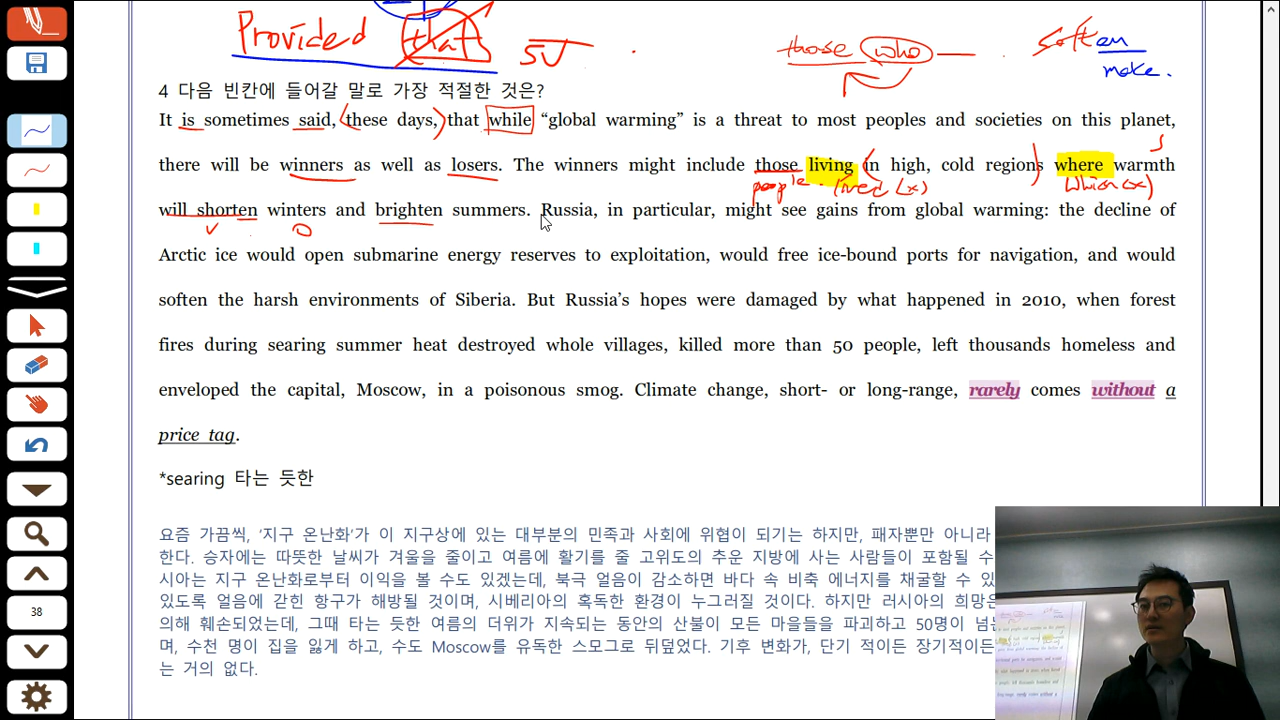 Provided that SV
those who
soften
make.
4 다음 빈칸에 들어갈 말로 가장 적절한 것은?
It is sometimes said, these days, that while “global warming” is a threat to most peoples and societies on this planet,
there will be winners as well as losers. The winners might include those living in high, cold regions where warmth
S
people. lived (x) which (x)
will shorten winters and brighten summers. Russia, in particular, might see gains from global warming: the decline of
V O
Arctic ice would open submarine energy reserves to exploitation, would free ice-bound ports for navigation, and would
soften the harsh environments of Siberia. But Russia’s hopes were damaged by what happened in 2010, when forest
fires during searing summer heat destroyed whole villages, killed more than 50 people, left thousands homeless and
enveloped the capital, Moscow, in a poisonous smog. Climate change, short- or long-range, rarely comes without a
price tag.
*searing 타는 듯한
요즘 가끔씩, ‘지구 온난화’가 이 지구상에 있는 대부분의 민족과 사회에 위협이 되기는 하지만, 패자뿐만 아니라
한다. 승자에는 따뜻한 날씨가 겨울을 줄이고 여름에 활기를 줄 고위도의 추운 지방에 사는 사람들이 포함될 수
시아는 지구 온난화로부터 이익을 볼 수도 있겠는데, 북극 얼음이 감소하면 바다 속 비축 에너지를 채굴할 수 있
있도록 얼음에 갇힌 항구가 해방될 것이며, 시베리아의 혹독한 환경이 누그러질 것이다. 하지만 러시아의 희망은
의해 훼손되었는데, 그때 타는 듯한 여름의 더위가 지속되는 동안의 산불이 모든 마을들을 파괴하고 50명이 넘는
며, 수천 명이 집을 잃게 하고, 수도 Moscow를 유독한 스모그로 뒤덮었다. 기후 변화가, 단기 적이든 장기적이든
는 거의 없다.
38